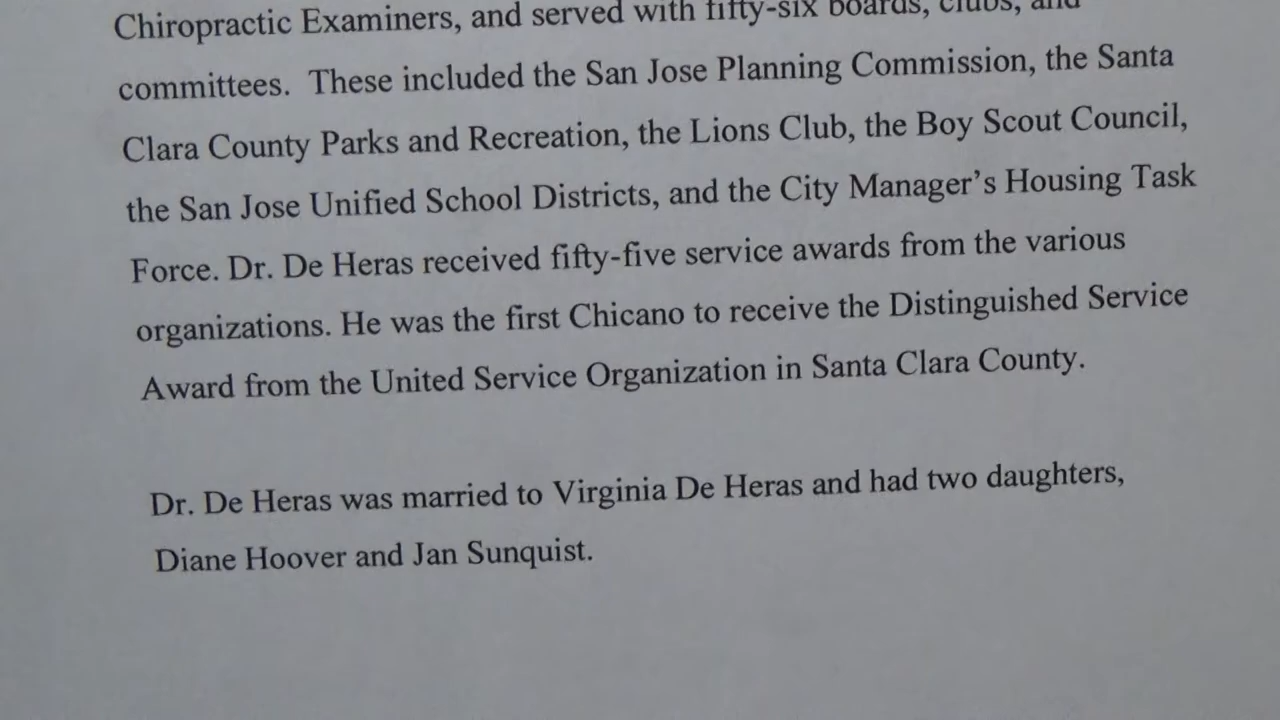 Chiropractic Examiners, and served with fifty-six boards, clubs, and
committees. These included the San Jose Planning Commission, the Santa
Clara County Parks and Recreation, the Lions Club, the Boy Scout Council,
the San Jose Unified School Districts, and the City Manager’s Housing Task
Force. Dr. De Heras received fifty-five service awards from the various
organizations. He was the first Chicano to receive the Distinguished Service
Award from the United Service Organization in Santa Clara County.
Dr. De Heras was married to Virginia De Heras and had two daughters,
Diane Hoover and Jan Sunquist.